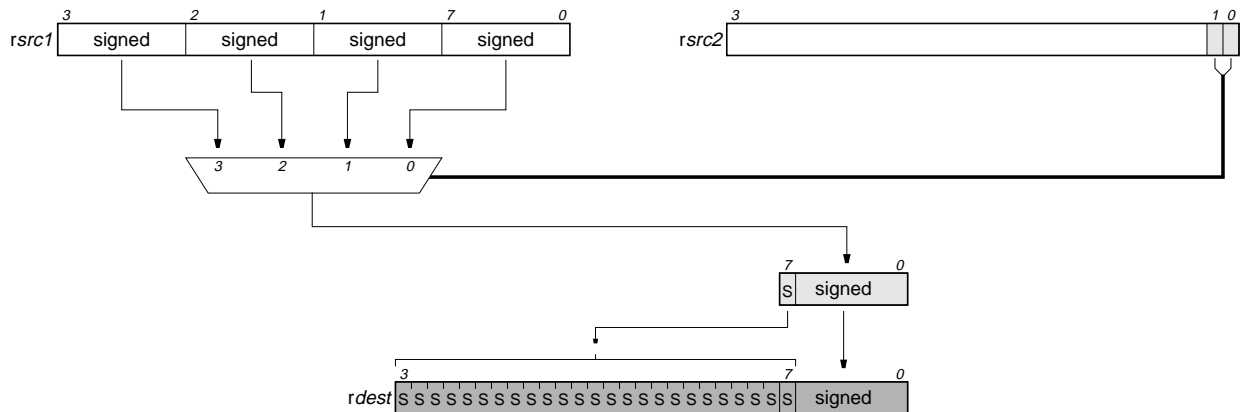 3 2 1 7 0 3 1 0
rsrc1 signed signed signed signed rsrc2
3 2 1 0
7 0
S signed
3 7 0
rdest S S S S S S S S S S S S S S S S S S S S S S S S S signed